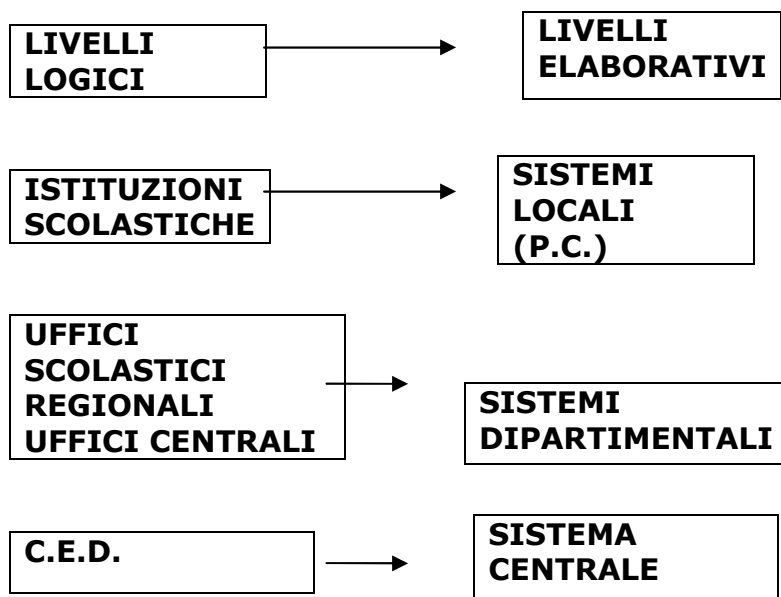 LIVELLI
LOGICI
LIVELLI
ELABORATIVI
ISTITUZIONI
SCOLASTICHE
SISTEMI
LOCALI
(P.C.)
UFFICI
SCOLASTICI
REGIONALI
UFFICI CENTRALI
SISTEMI
DIPARTIMENTALI
C.E.D.
SISTEMA
CENTRALE